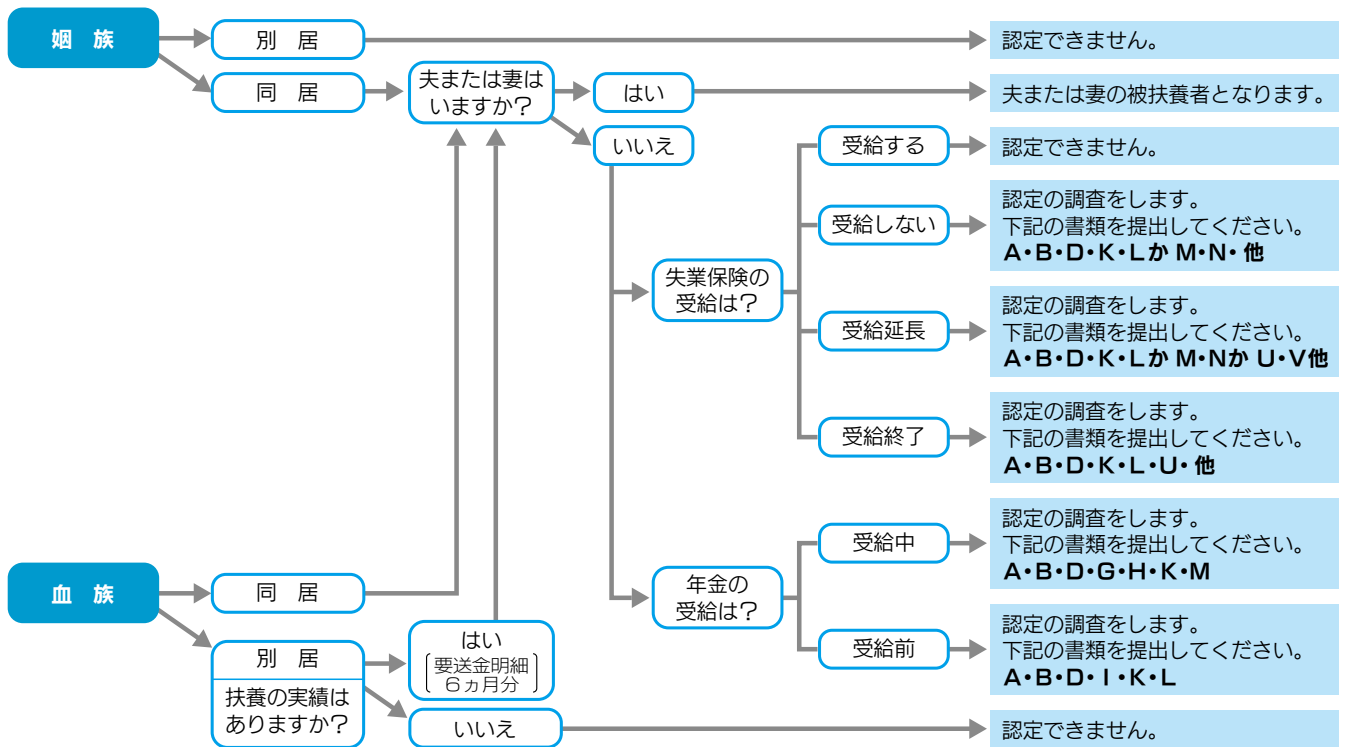 姻 族
別 居
認定できません。
同 居
夫または妻は
いますか?
はい
夫または妻の被扶養者となります。
いいえ
受給する
認定できません。
受給しない
認定の調査をします。
下記の書類を提出してください。
A・B・D・K・Lか M・N・他
失業保険の
受給は?
受給延長
認定の調査をします。
下記の書類を提出してください。
A・B・D・K・Lか M・Nか U・V他
受給終了
認定の調査をします。
下記の書類を提出してください。
A・B・D・K・L・U・他
年金の
受給は?
受給中
認定の調査をします。
下記の書類を提出してください。
A・B・D・G・H・K・M
受給前
認定の調査をします。
下記の書類を提出してください。
A・B・D・I・K・L
血 族
同 居
別 居
扶養の実績は
ありますか?
はい
要送金明細
6ヵ月分
いいえ
認定できません。